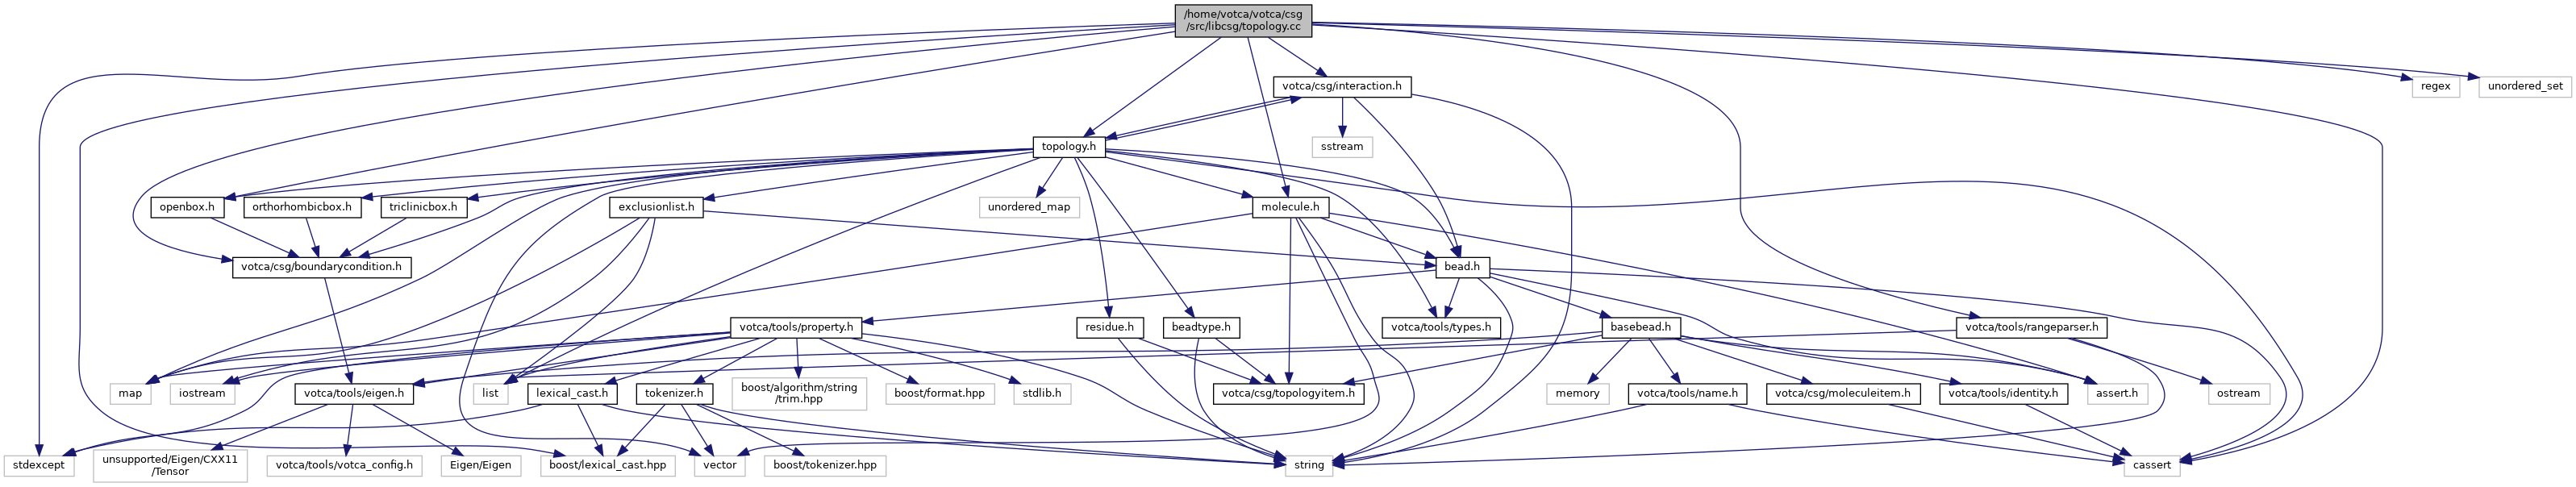 /home/votca/votca/csg
/src/libcsg/topology.cc
votca/csg/interaction.h
regex
unordered_set
topology.h
sstream
openbox.h
orthorhombicbox.h
triclinicbox.h
exclusionlist.h
unordered_map
molecule.h
votca/csg/boundarycondition.h
bead.h
votca/tools/property.h
residue.h
beadtype.h
votca/tools/types.h
basebead.h
votca/tools/rangeparser.h
map
iostream
votca/tools/eigen.h
list
lexical_cast.h
tokenizer.h
boost/algorithm/string
/trim.hpp
boost/format.hpp
stdlib.h
votca/csg/topologyitem.h
memory
votca/tools/name.h
votca/csg/moleculeitem.h
votca/tools/identity.h
assert.h
ostream
stdexcept
unsupported/Eigen/CXX11
/Tensor
votca/tools/votca_config.h
Eigen/Eigen
boost/lexical_cast.hpp
vector
boost/tokenizer.hpp
string
cassert